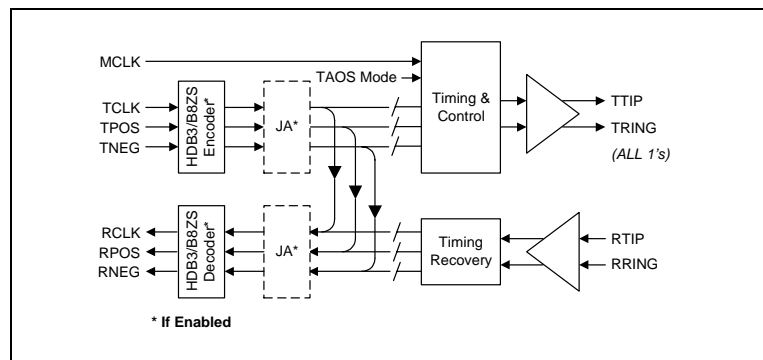 MCLK
TAOS Mode
TCLK
TPOS
TNEG
HDB3/B8ZS
Encoder*
JA*
Timing &
Control
TTIP
TRING
(ALL 1's)
RCLK
RPOS
RNEG
HDB3/B8ZS
Decoder*
JA*
Timing
Recovery
RTIP
RRING
* If Enabled